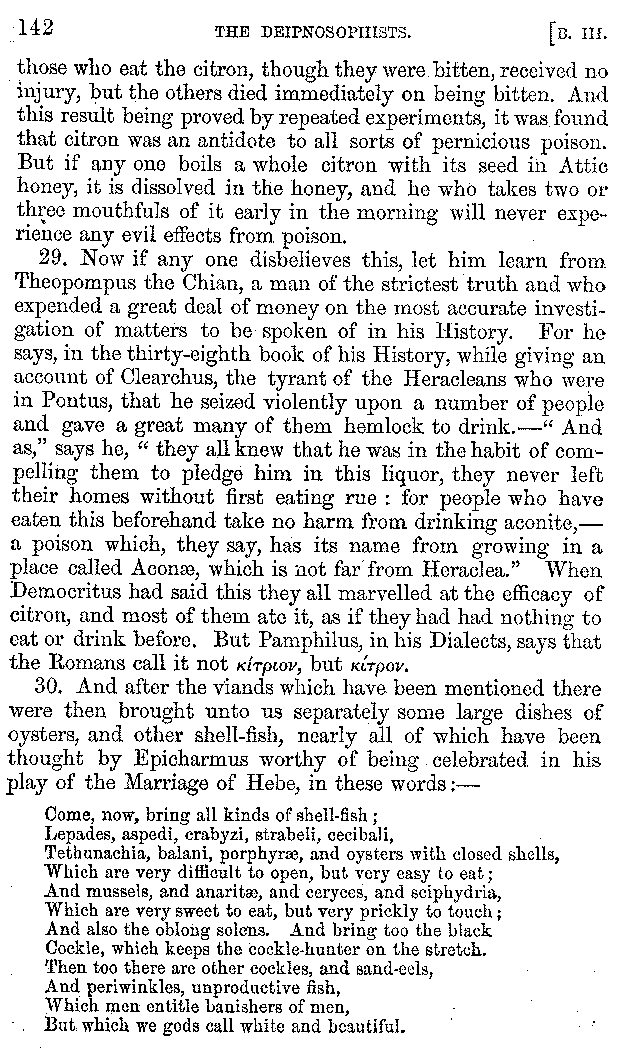 142 THE DEIPNOSOPHISTS. [B. III.
those who eat the citron, though they were bitten, received no
injury, but the others died immediately on being bitten. And
this result being proved by repeated experiments, it was found
that citron was an antidote to all sorts of pernicious poison.
But if any one boils a whole citron with its seed in Attic
honey, it is dissolved in the honey, and he who takes two or
three mouthfuls of it early in the morning will never expe-
rience any evil effects from poison.
29. Now if any one disbelieves this, let him learn from
Theopompus the Chian, a man of the strictest truth and who
expended a great deal of money on the most accurate investi-
gation of matters to be spoken of in his History. For he
says, in the thirty-eighth book of his History, while giving an
account of Clearchus, the tyrant of the Heracleans who were
in Pontus, that he seized violently upon a number of people
and gave a great many of them hemlock to drink.—“ And
as,” says he, “ they all knew that he was in the habit of com-
pelling them to pledge him in this liquor, they never left
their homes without first eating rue : for people who have
eaten this beforehand take no harm from drinking aconite,—
a poison which, they say, has its name from growing in a
place called Aconæ, which is not far from Heraclea.” When
Democritus had said this they all marvelled at the efficacy of
citron, and most of them ate it, as if they had had nothing to
eat or drink before. But Pamphilus, in his Dialects, says that
the Romans call it not κίτριον, but κίτρον.
30. And after the viands which have been mentioned there
were then brought unto us separately some large dishes of
oysters, and other shell-fish, nearly all of which have been
thought by Epicharmus worthy of being celebrated in his
play of the Marriage of Hebe, in these words :—
Come, now, bring all kinds of shell-fish ;
Lepades, aspedi, crabyzi, strabeli, cecibali,
Tethunachia, balani, porphyræ, and oysters with closed shells,
Which are very difficult to open, but very easy to eat ;
And mussels, and anaritæ, and ceryces, and sciphydria,
Which are very sweet to eat, but very prickly to touch ;
And also the oblong solens. And bring too the black
Cockle, which keeps the cockle-hunter on the stretch.
Then too there are other cockles, and sand-eels,
And periwinkles, unproductive fish,
Which men entitle banishers of men,
But which we gods call white and beautiful.